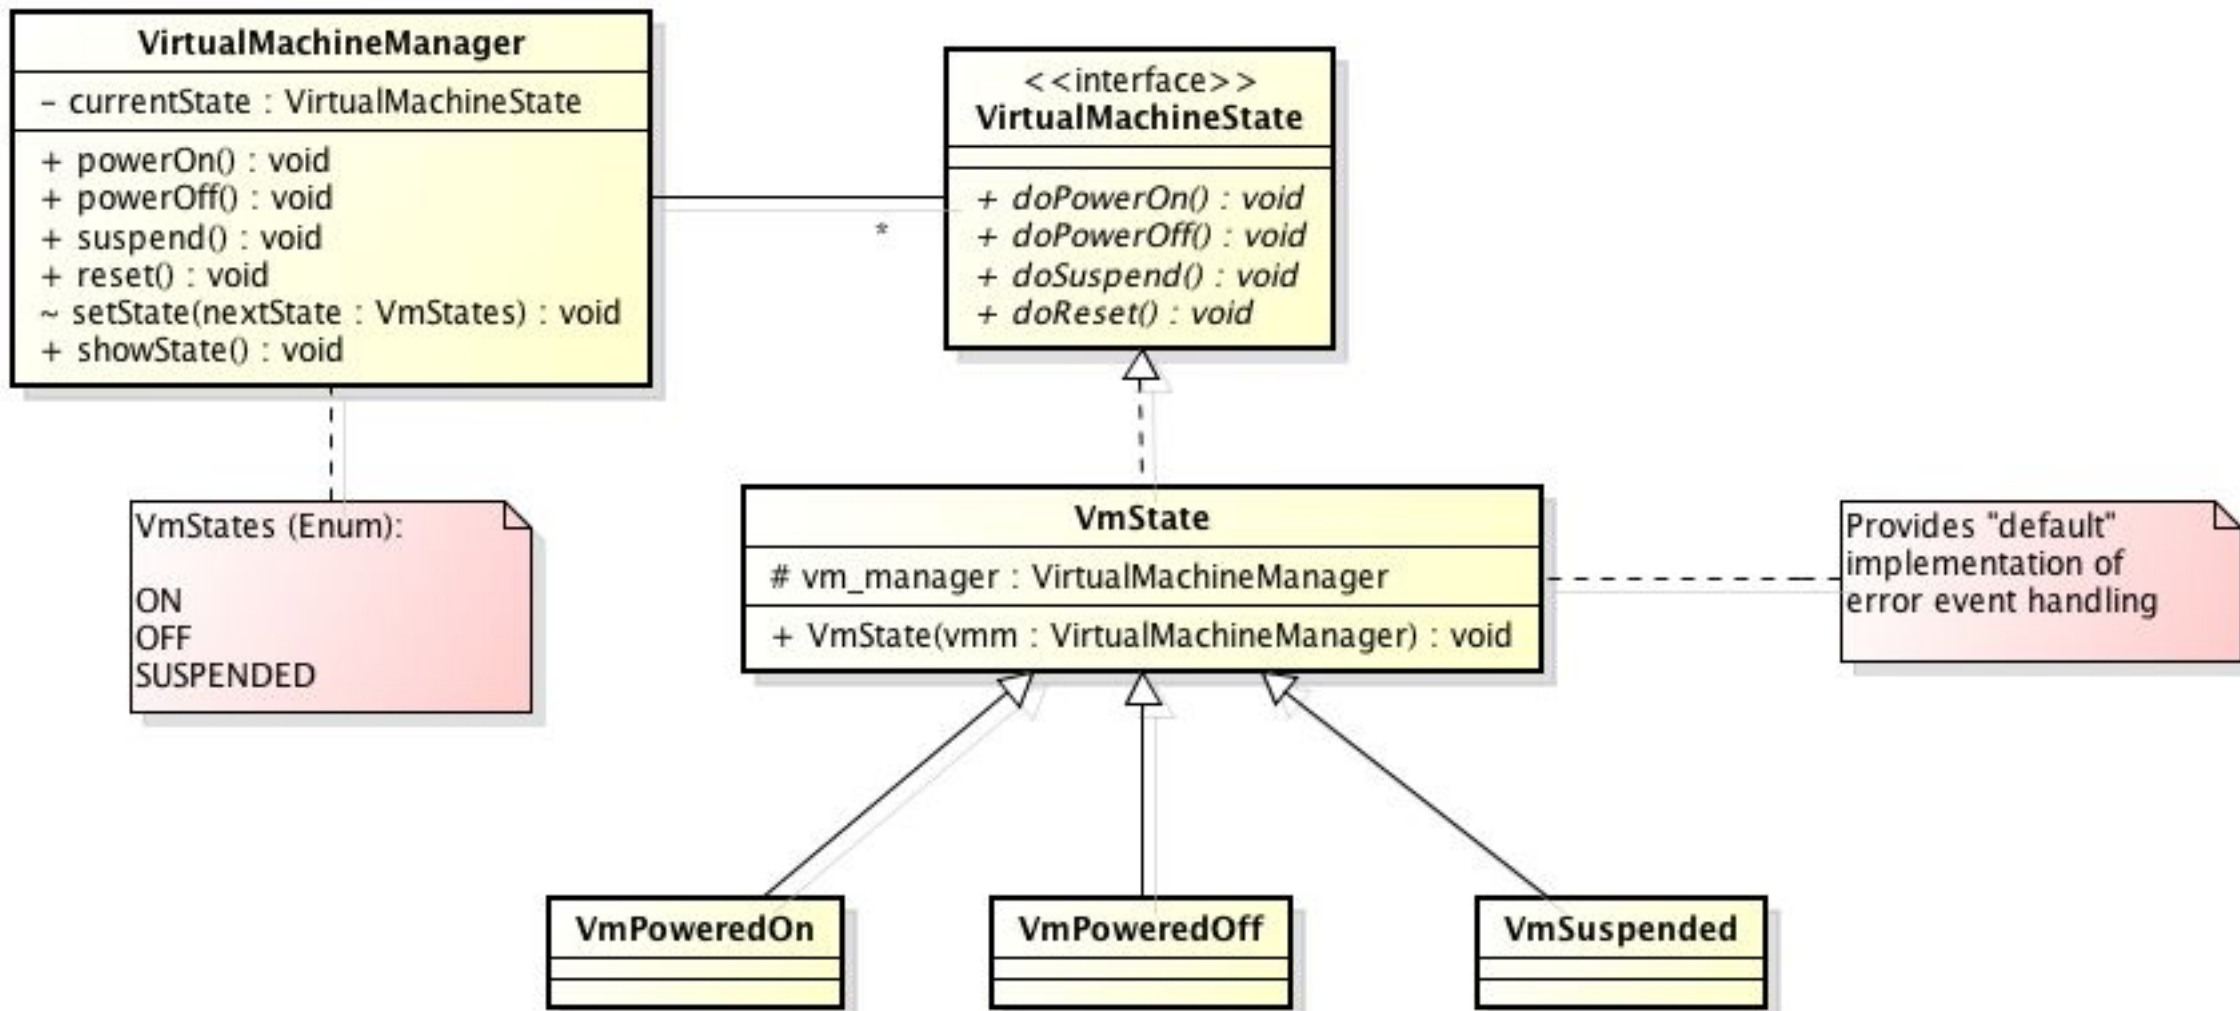 VirtualMachineManager
- currentState : VirtualMachineState
+ powerOn() : void
+ powerOff() : void
+ suspend() : void
+ reset() : void
~ setState(nextState : VmStates) : void
+ showState() : void
<<interface>>
VirtualMachineState
+ doPowerOn() : void
+ doPowerOff() : void
+ doSuspend() : void
+ doReset() : void
*
VmStates (Enum):
ON
OFF
SUSPENDED
VmState
# vm_manager : VirtualMachineManager
+ VmState(vmm : VirtualMachineManager) : void
Provides "default"
implementation of
error event handling
VmPoweredOn
VmPoweredOff
VmSuspended